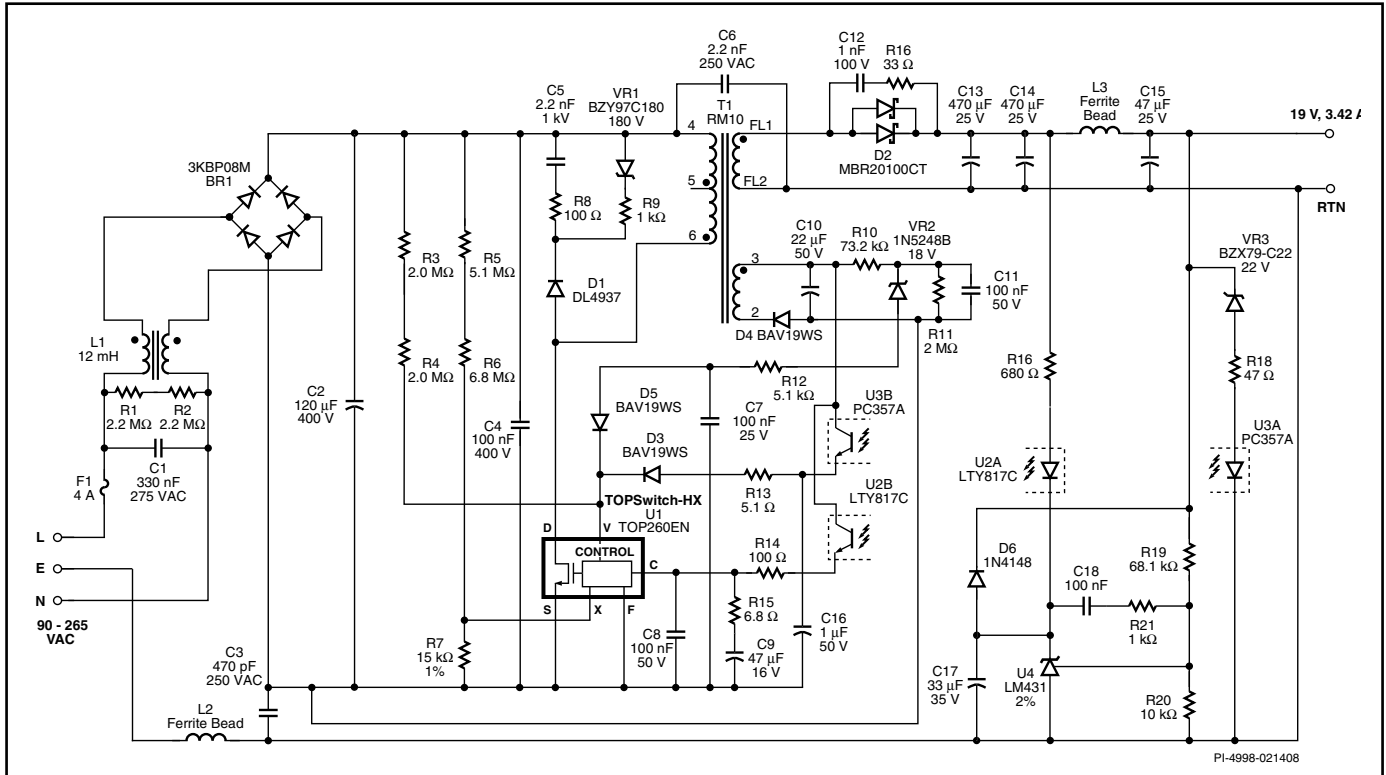 C6
2.2 nF
250 VAC
C12
1 nF
100 V
R16
33 Ω
C5
2.2 nF
1 kV
VR1
BZY97C180
180 V
T1
RM10
4
5
6
FL1
FL2
D2
MBR20100CT
C13
470 µF
25 V
C14
470 µF
25 V
L3
Ferrite
Bead
C15
47 µF
25 V
19 V, 3.42
RTN
3KBP08M
BR1
R8
100 Ω
R9
1 kΩ
R3
2.0 MΩ
R5
5.1 MΩ
D1
DL4937
3
2
C10
22 µF
50 V
R10
73.2 kΩ
VR2
1N5248B
18 V
C11
100 nF
50 V
D4 BAV19WS
R11
2 MΩ
VR3
BZX79-C22
22 V
L1
12 mH
R1
2.2 MΩ
R2
2.2 MΩ
C1
330 nF
275 VAC
F1
4 A
C2
120 µF
400 V
R4
2.0 MΩ
R6
6.8 MΩ
C4
100 nF
400 V
D5
BAV19WS
C7
100 nF
25 V
R12
5.1 kΩ
U3B
PC357A
D3
BAV19WS
R13
5.1 Ω
U2B
LTY817C
R16
680 Ω
R18
47 Ω
U2A
LTY817C
U3A
PC357A
TOPSwitch-HX
U1
TOP260EN
D
V
CONTROL
C
S
X
F
R14
100 Ω
R15
6.8 Ω
C8
100 nF
50 V
C9
47 µF
16 V
C16
1 µF
50 V
R7
15 kΩ
1%
D6
1N4148
C18
100 nF
R21
1 kΩ
R19
68.1 kΩ
C17
33 µF
35 V
U4
LM431
2%
R20
10 kΩ
L
E
N
90 - 265
VAC
C3
470 pF
250 VAC
L2
Ferrite Bead
PI-4998-021408